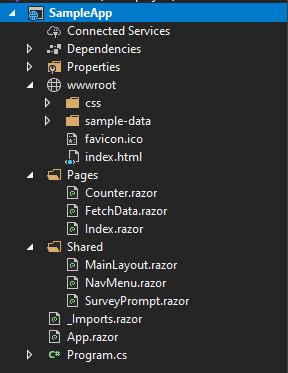 SampleApp
Connected Services
Dependencies
Properties
wwwroot
css
sample-data
favicon.ico
index.html
Pages
Counter.razor
FetchData.razor
Index.razor
Shared
MainLayout.razor
NavMenu.razor
SurveyPrompt.razor
_Imports.razor
App.razor
C# Program.cs